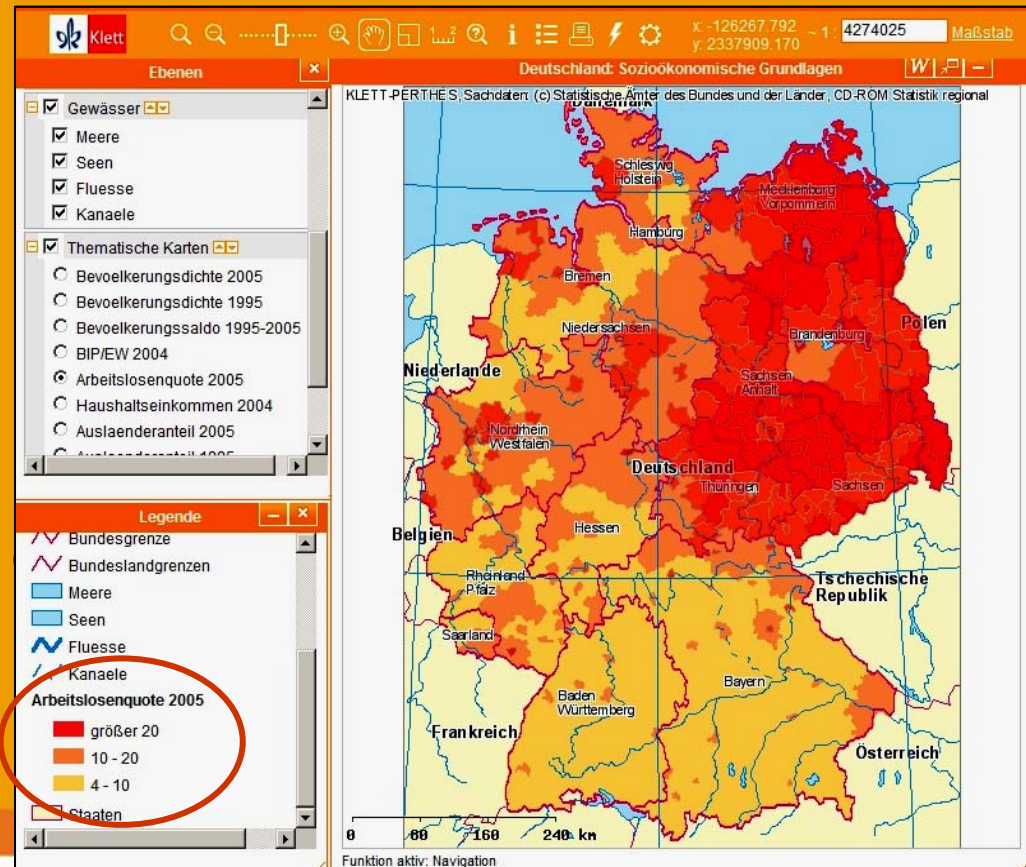 Klett
x: -126267.792
y: 2337909.170
~ 1 : 4274025 Maßstab
Ebenen
Gewässer
Meere
Seen
Fluesse
Kanaele
Thematische Karten
Bevoelkerungsdichte 2005
Bevoelkerungsdichte 1995
Bevoelkerungssaldo 1995-2005
BIP/EW 2004
Arbeitslosenquote 2005
Haushaltseinkommen 2004
Auslaenderanteil 2005
Legende
Bundesgrenze
Bundeslandgrenzen
Meere
Seen
Fluesse
Kanaele
Arbeitslosenquote 2005
größer 20
10 - 20
4 - 10
Staaten
Deutschland: Sozioökonomische Grundlagen
W
KLETT-PERTHES, Sachdaten: (c) Statistische Ämter des Bundes und der Länder, CD-ROM Statistik regional
Dänemark
Schleswig
Holstein
Mecklenburg
Vorpommern
Hamburg
Bremen
Niedersachsen
Brandenburg
Polen
Niederlande
Sachsen
Anhalt
Nordrhein
Westfalen
Deutschland
Thüringen
Sachsen
Belgien
Hessen
Rheinland
Pfalz
Tschechische
Republik
Saarland
Bayern
Baden
Württemberg
Frankreich
Österreich
0 80 160 240 km
Funktion aktiv: Navigation